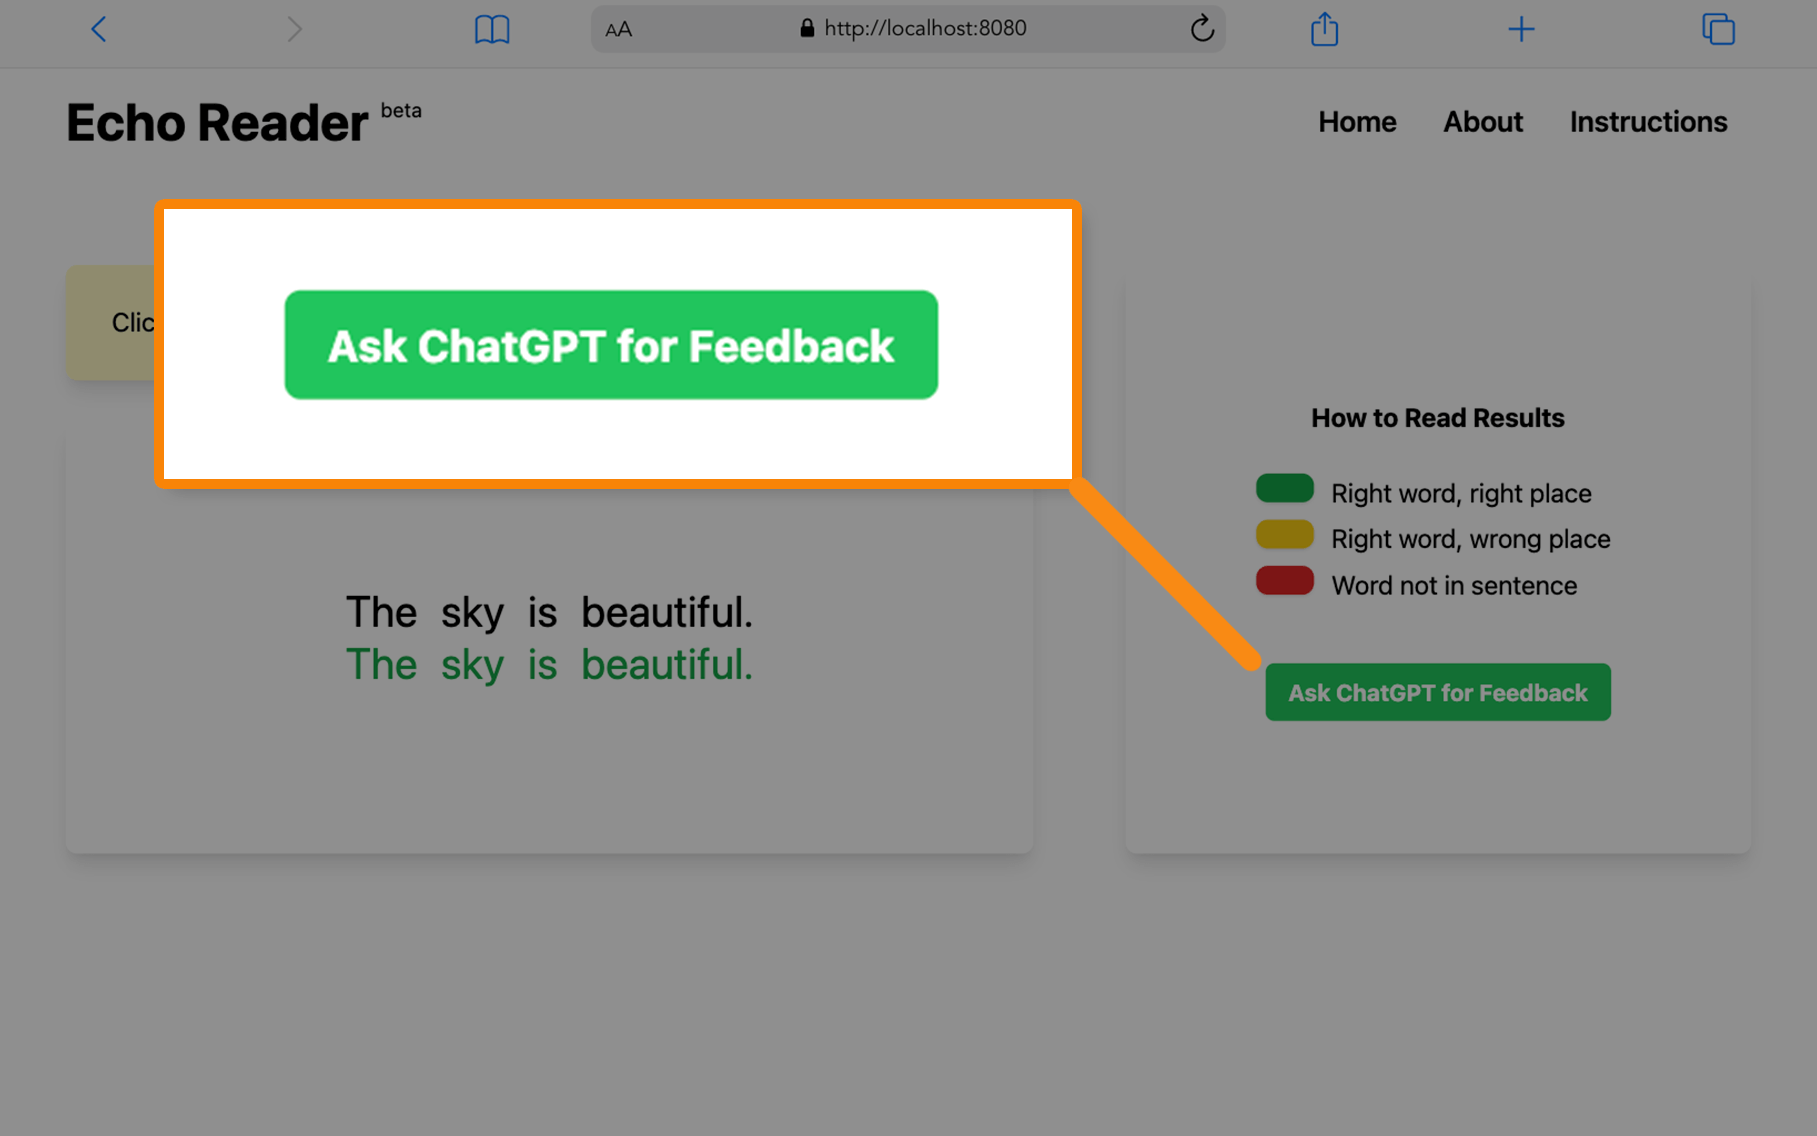 AA
http://localhost:8080
Echo Reader beta
Home About Instructions
Clic
Ask ChatGPT for Feedback
The sky is beautiful.
The sky is beautiful.
How to Read Results
Right word, right place
Right word, wrong place
Word not in sentence
Ask ChatGPT for Feedback